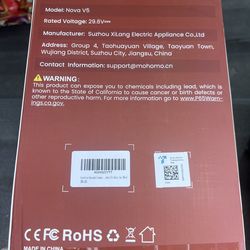 Model: Nova V5
Rated Voltage: 29.6V
Manufacturer: Suzhou XiLang Electric Appliance Co.,Ltd
Address: Group 4, Taohuayuan Village, Taoyuan Town,
Wujiang District, Suzhou City, Jiangsu, China
Contact Information: support@mohomo.cn
WARNING:
This product can expose you to chemicals including lead, which is
known to the State of California to cause cancer or birth defects or
other reproductive harm. For more information go to www.P65Warn-
ings.ca.gov.
CE FC RoHS